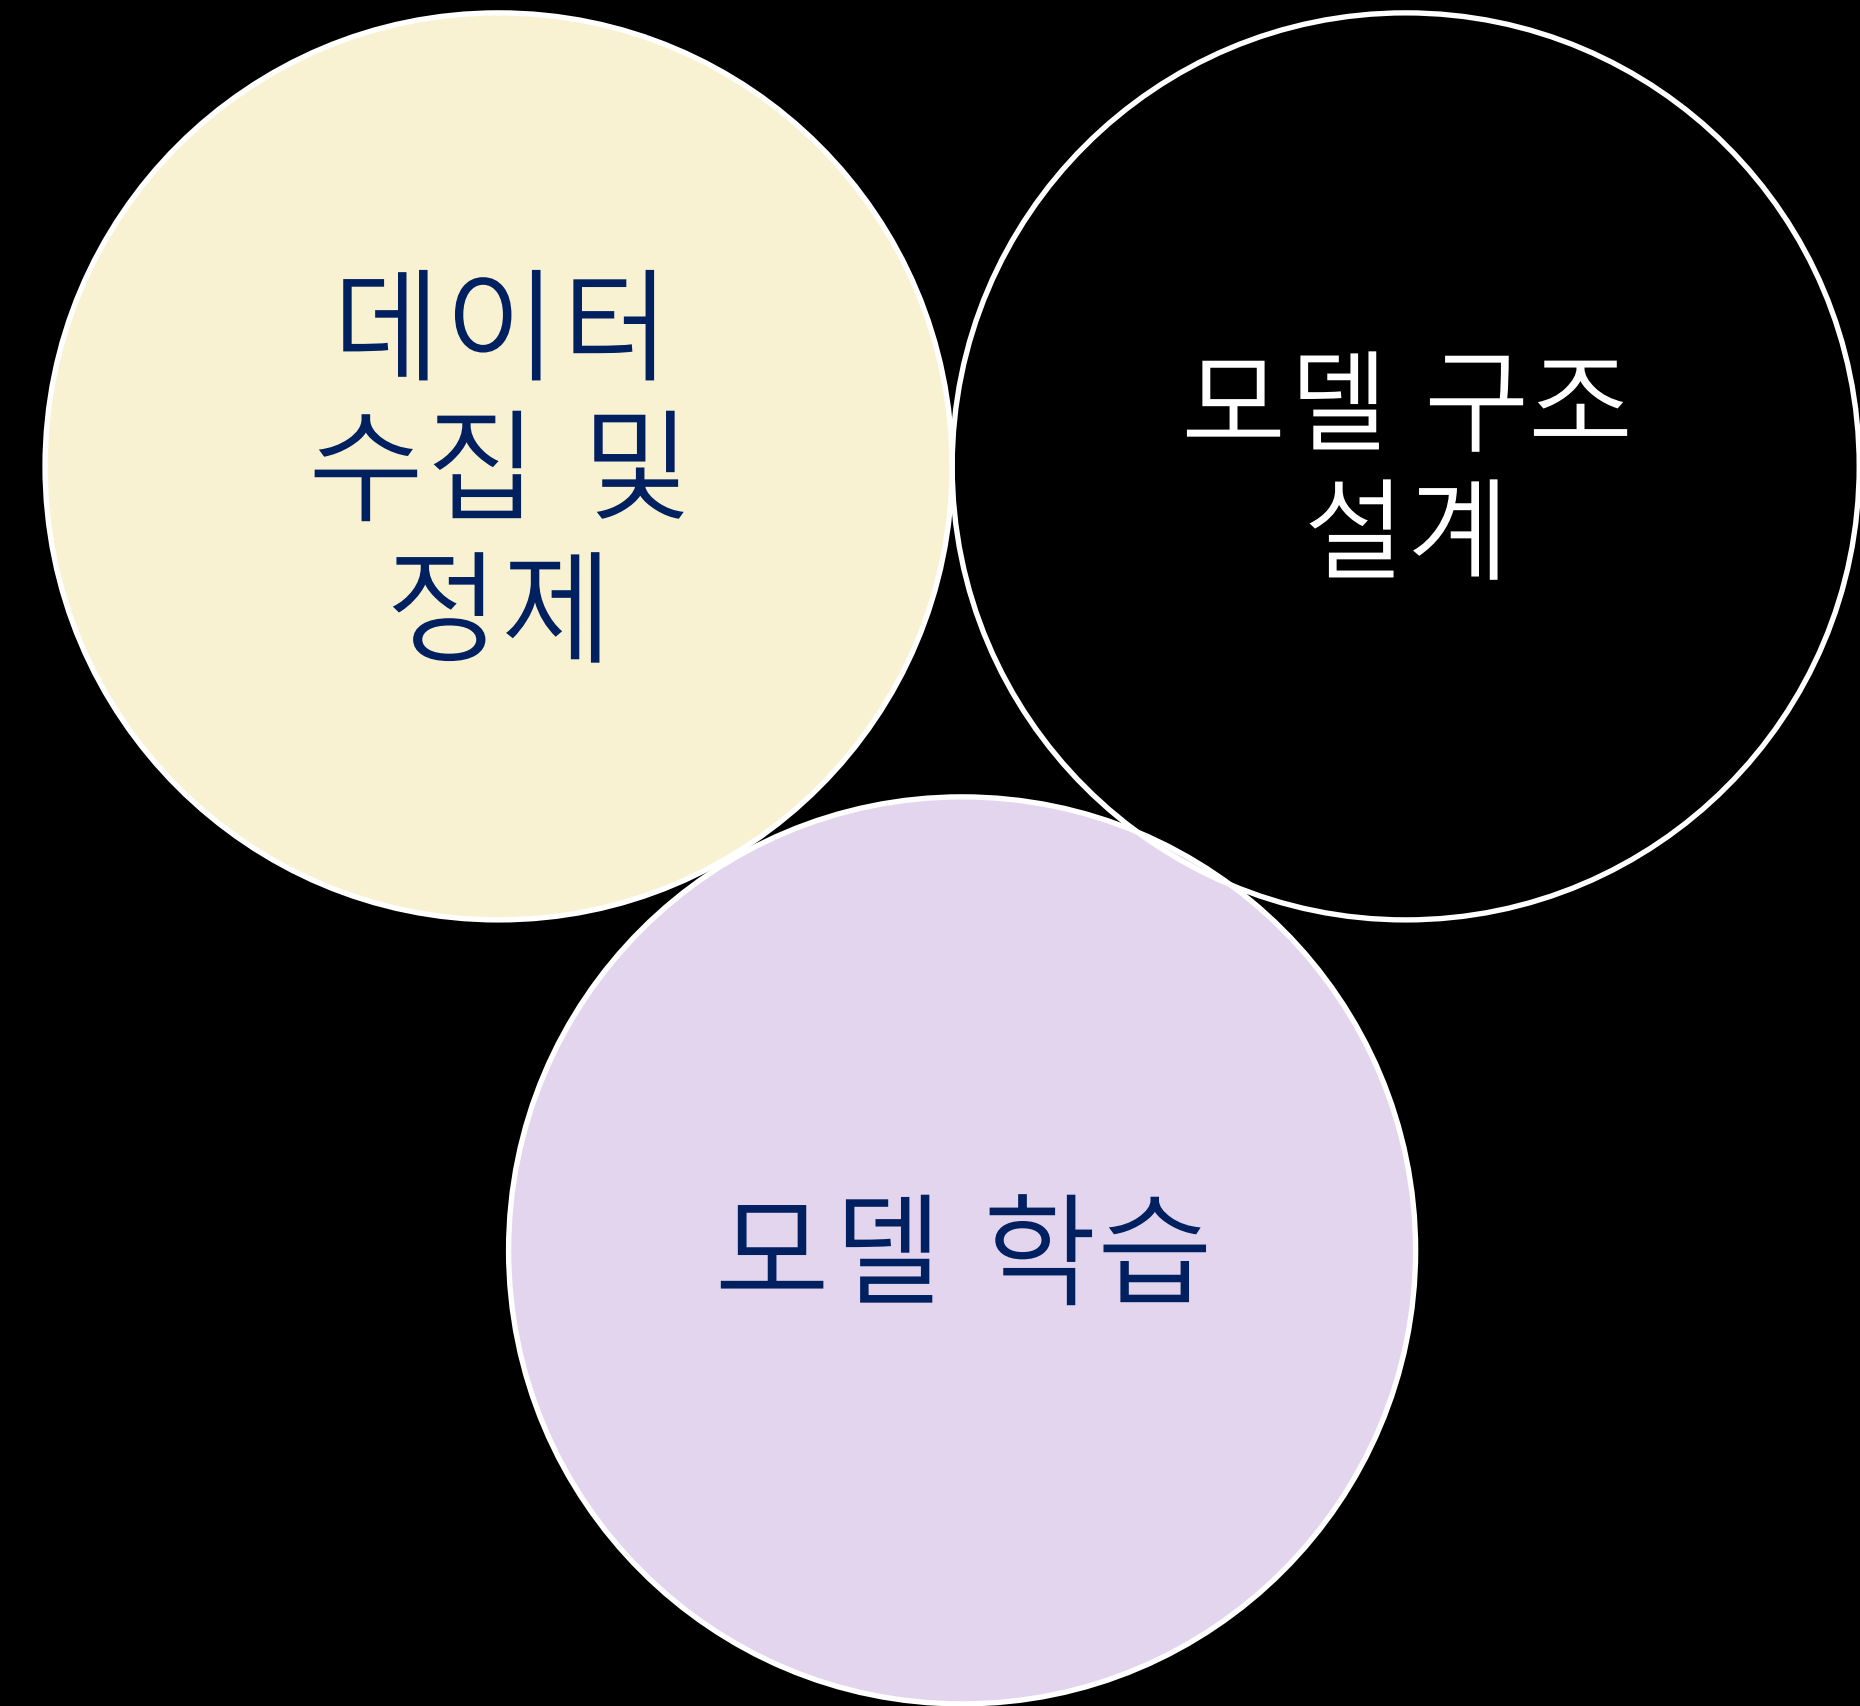 데이터
수집 및
정제
모델 구조
설계
모델 학습